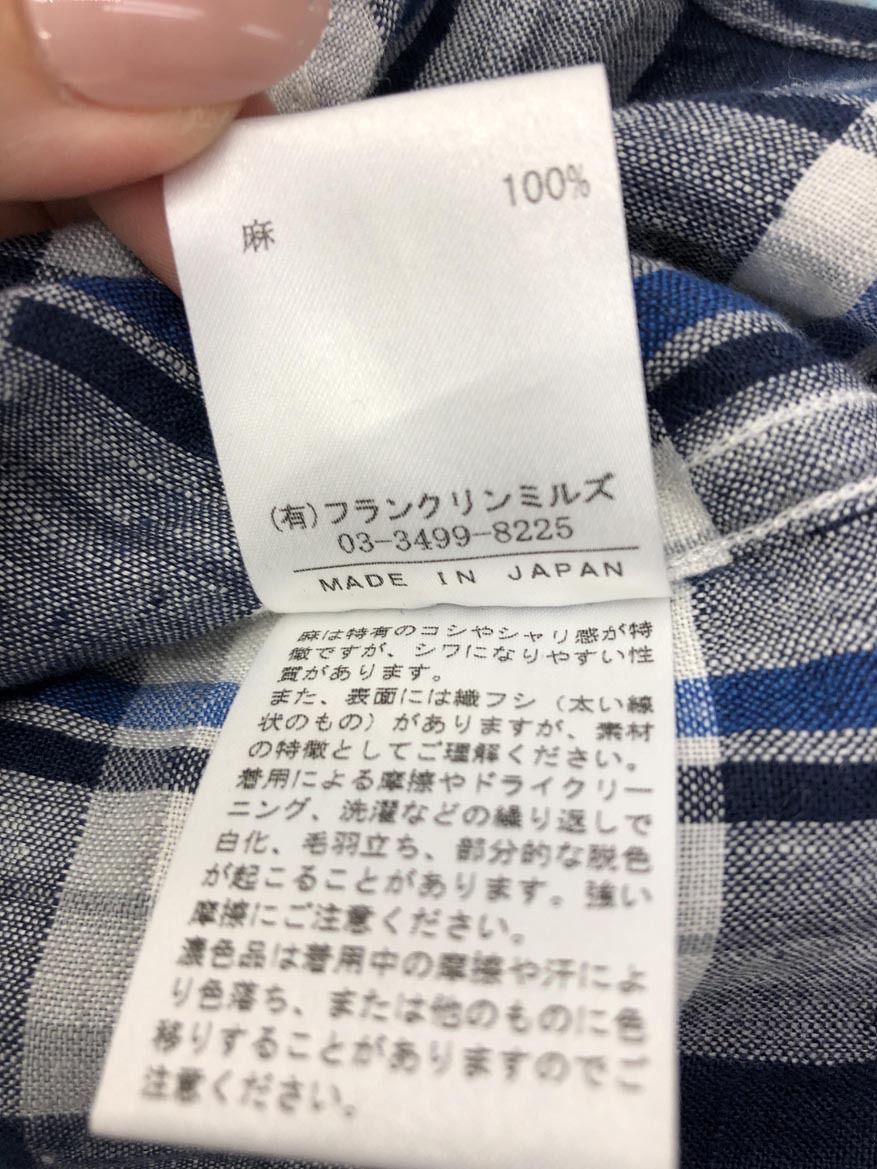 麻 100%
(有)フランクリンミルズ
03-3499-8225
MADE IN JAPAN
麻は特有のコシやシャリ感が特
徴ですが、シワになりやすい性
質があります。
また、表面には織フシ（太い線
状のもの）がありますが、素材
の特徴としてご理解ください。
着用による摩擦やドライクリー
ニング、洗濯などの繰り返しで
白化、毛羽立ち、部分的な脱色
が起こることがあります。強い
摩擦にご注意ください。
濃色品は着用中の摩擦や汗によ
り色落ち、または他のものに色
移りすることがありますのでご
注意ください。